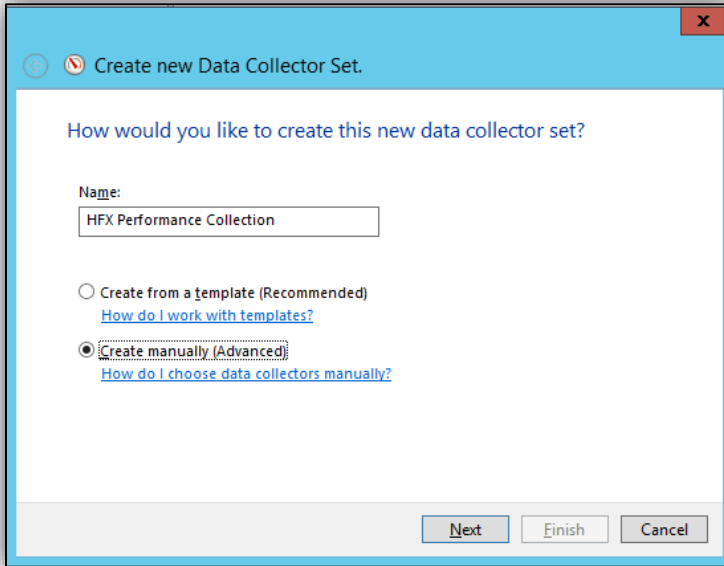 x
Create new Data Collector Set.
How would you like to create this new data collector set?
Name:
HFX Performance Collection
Create from a template (Recommended)
How do I work with templates?
Create manually (Advanced)
How do I choose data collectors manually?
Next Finish Cancel